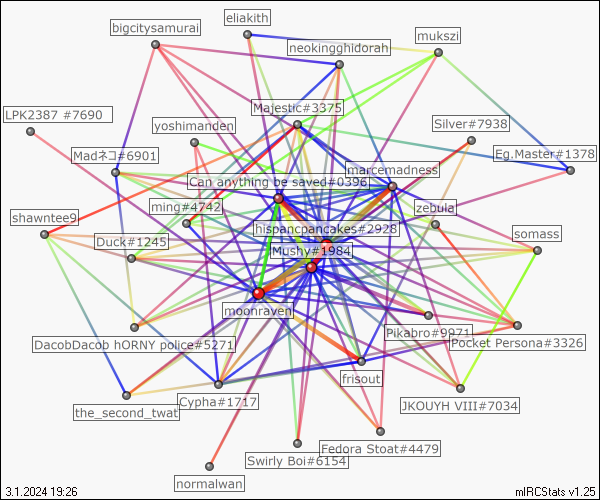 eliakith
bigcitysamurai
mukszi
neokingghidorah
LPK2387 #7690
Majestic#3375
yoshimanden
Silver#7938
Madネコ#6901
Eg.Master#1378
marcemadness
Can anything be saved#0396
ming#4742
zebula
shawntee9
hispancpancakes#2928
Duck#1245
somass
Mushy#1984
moonraven
Pikabro#9971
DacobDacob hORNY police#5271
Pocket Persona#3326
frisout
Cypha#1717
JKOUYH VIII#7034
the_second_twat
Fedora Stoat#4479
Swirly Boi#6154
normalwan
3.1.2024 19:26
mIRCStats v1.25